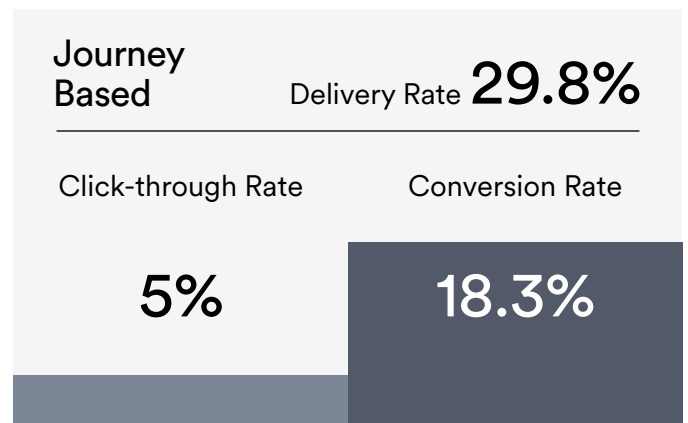 Journey
Based
Delivery Rate 29.8%
Click-through Rate
Conversion Rate
5%
18.3%